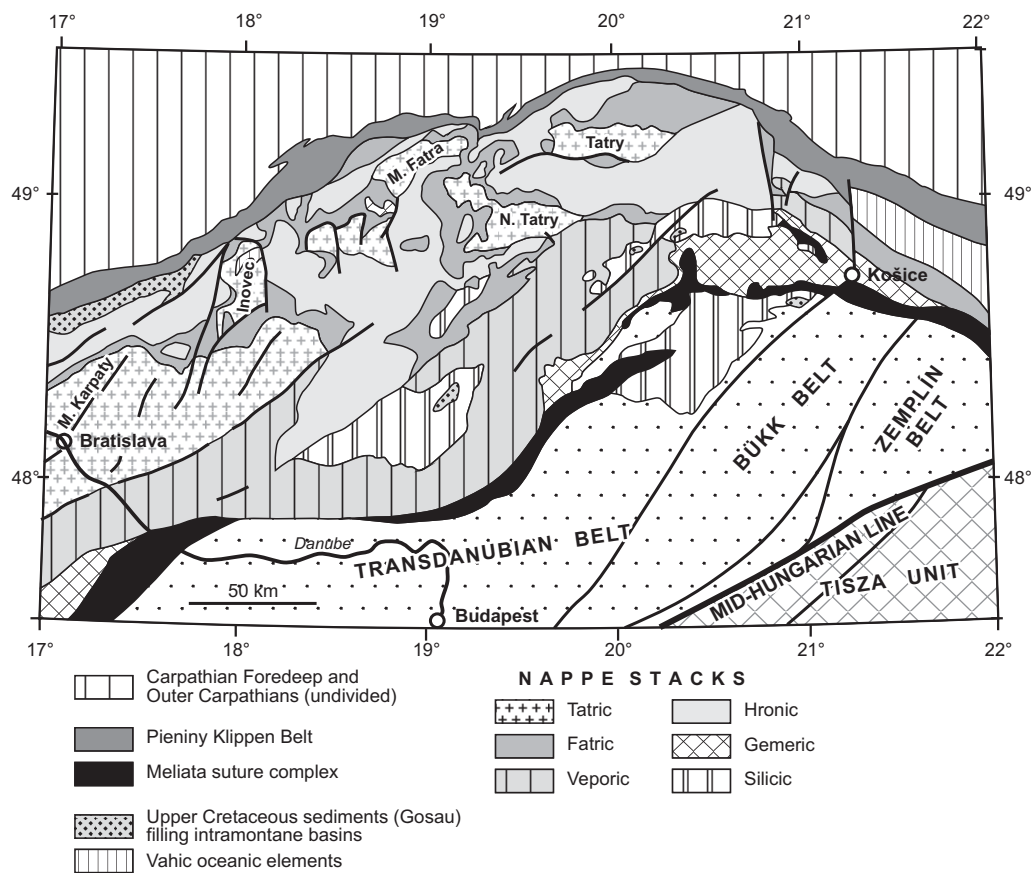 17°
18°
19°
20°
21°
22°
49°
49°
48°
48°
M. Fatra
Tatry
N. Tatry
Inovec
Košice
M. Karpaty
Bratislava
BÜKK BELT
ZEMPLÍN
BELT
Danube
TRANSDANUBIAN BELT
MID-HUNGARIAN LINE
TISZA UNIT
50 km
Budapest
17°
18°
19°
20°
21°
22°
Carpathian Foredeep and
Outer Carpathians (undivided)
Pieniny Klippen Belt
Meliata suture complex
Upper Cretaceous sediments (Gosau)
filling intramontane basins
Vahic oceanic elements
NAPPE STACKS
Tatric
Fatric
Veporic
Hronic
Gemeric
Silicic